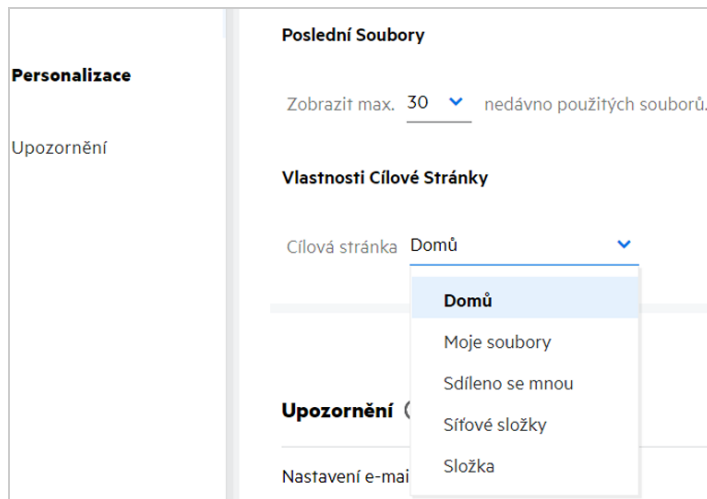 Poslední Soubory
Personalizace
Zobrazit max. 30 nedávno použitých souborů.
Upozornění
Vlastnosti Cílové Stránky
Cílová stránka Domů
Domů
Moje soubory
Sdíleno se mnou
Upozornění
Síťové složky
Složka
Nastavení e-mai